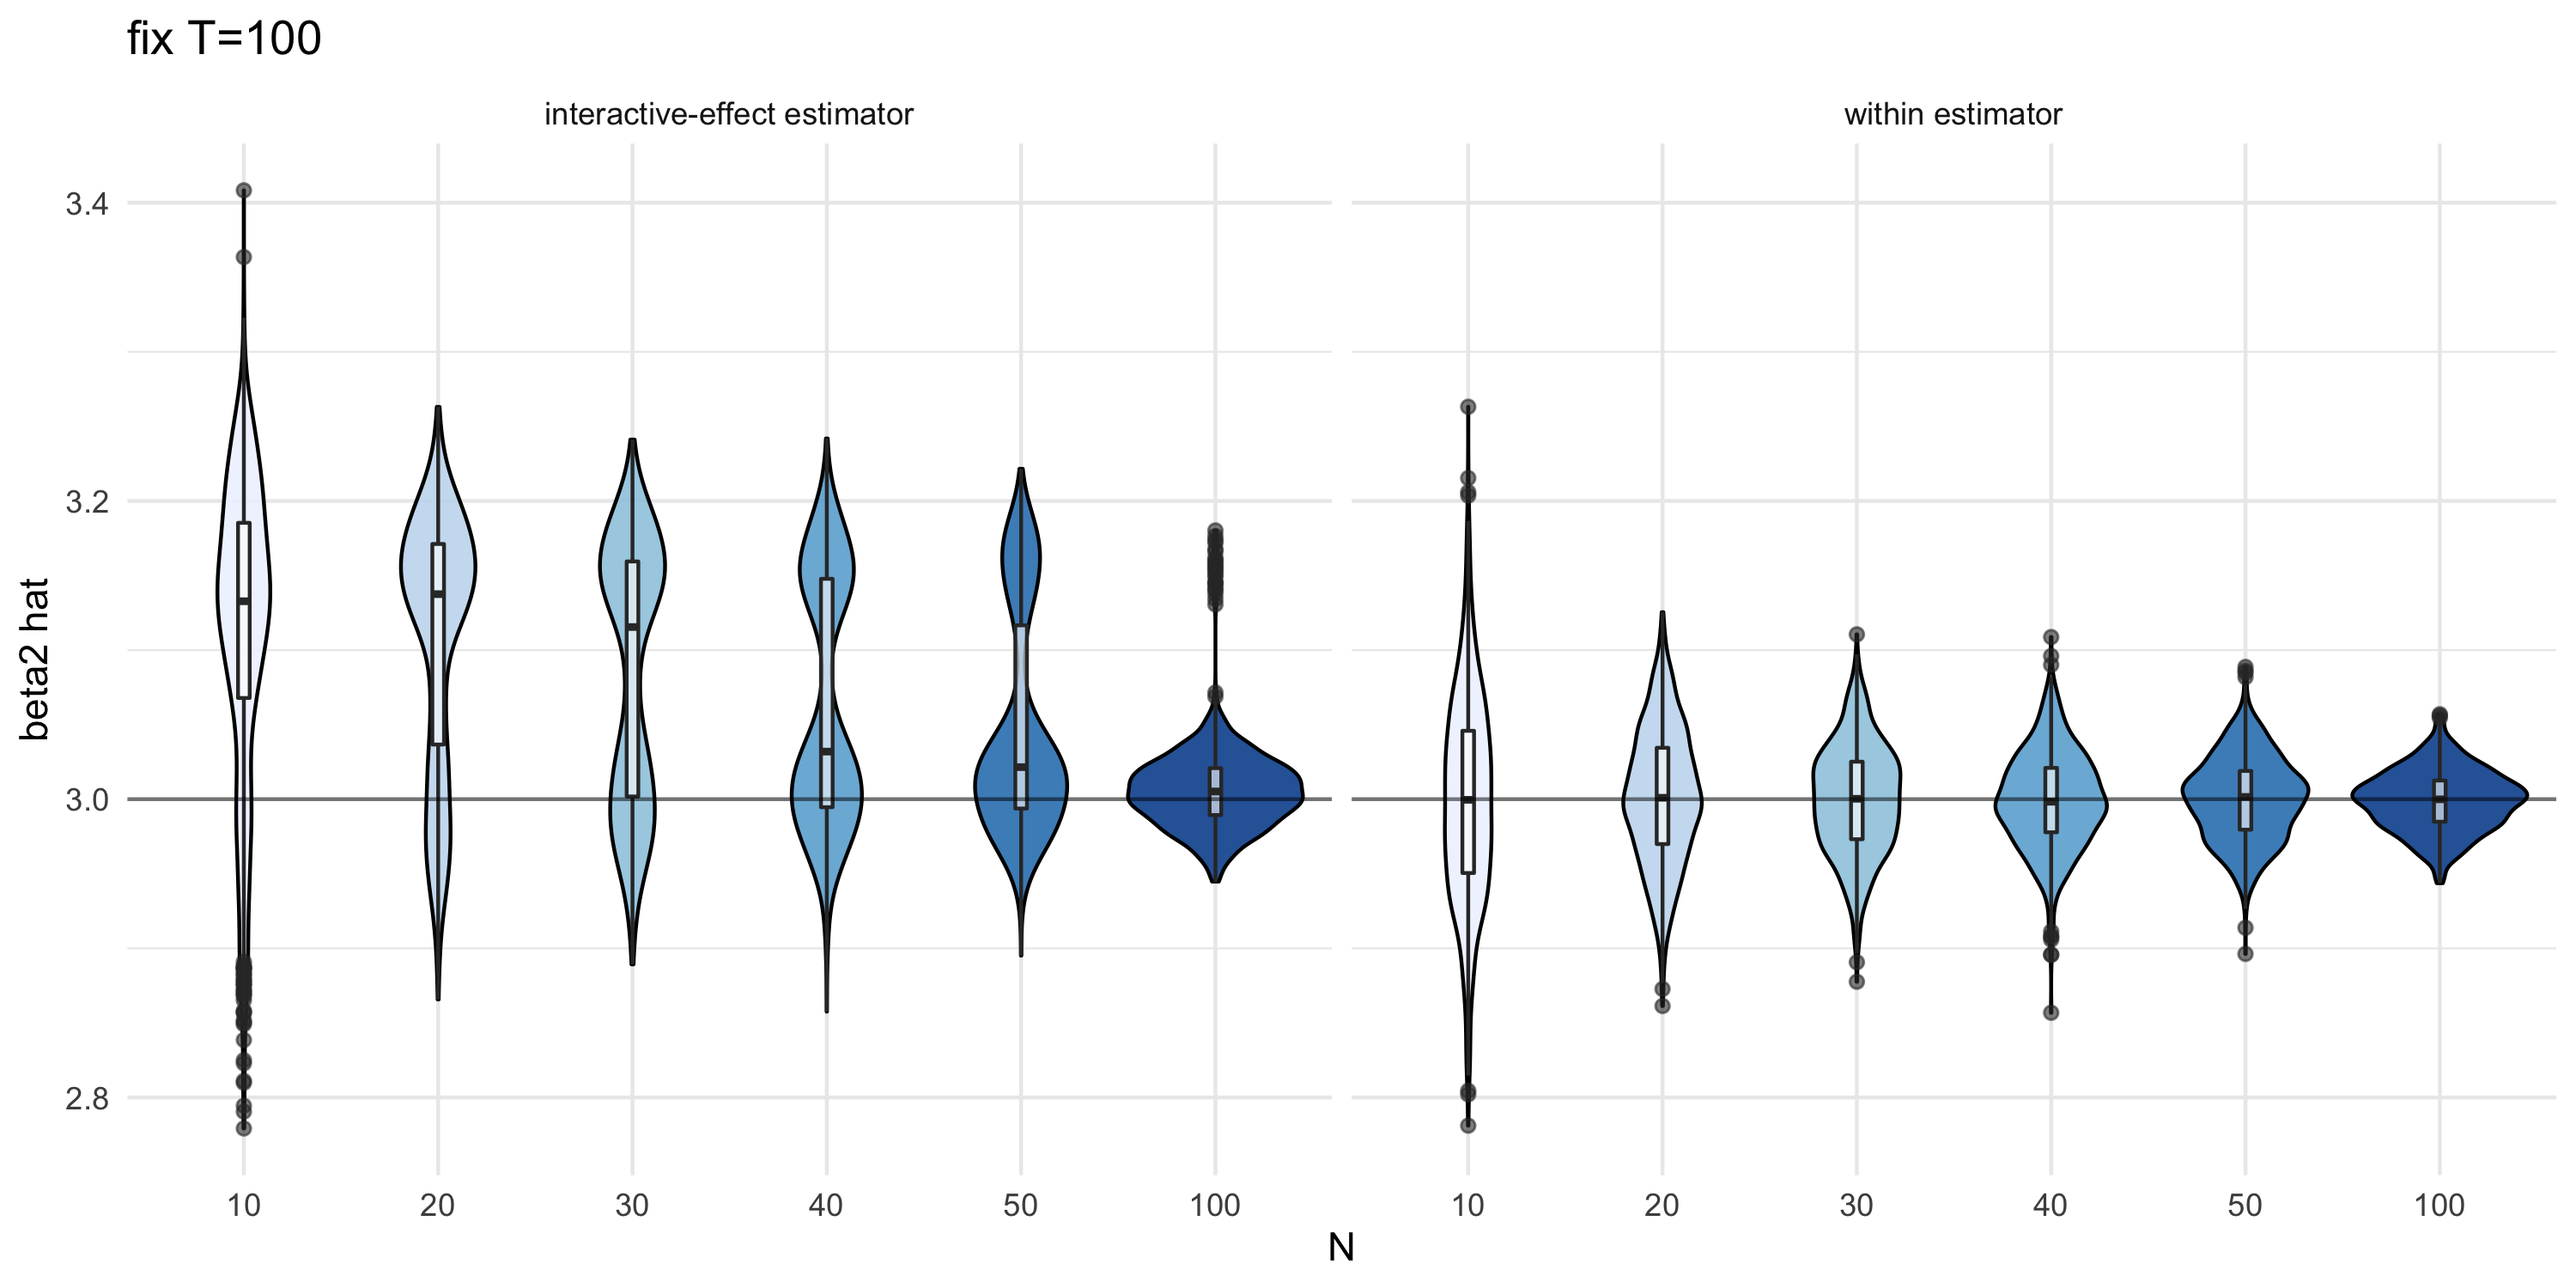 fix T=100
interactive-effect estimator
within estimator
3.4
3.2
3.0
2.8
beta2 hat
10 20 30 40 50 100
10 20 30 40 50 100
N